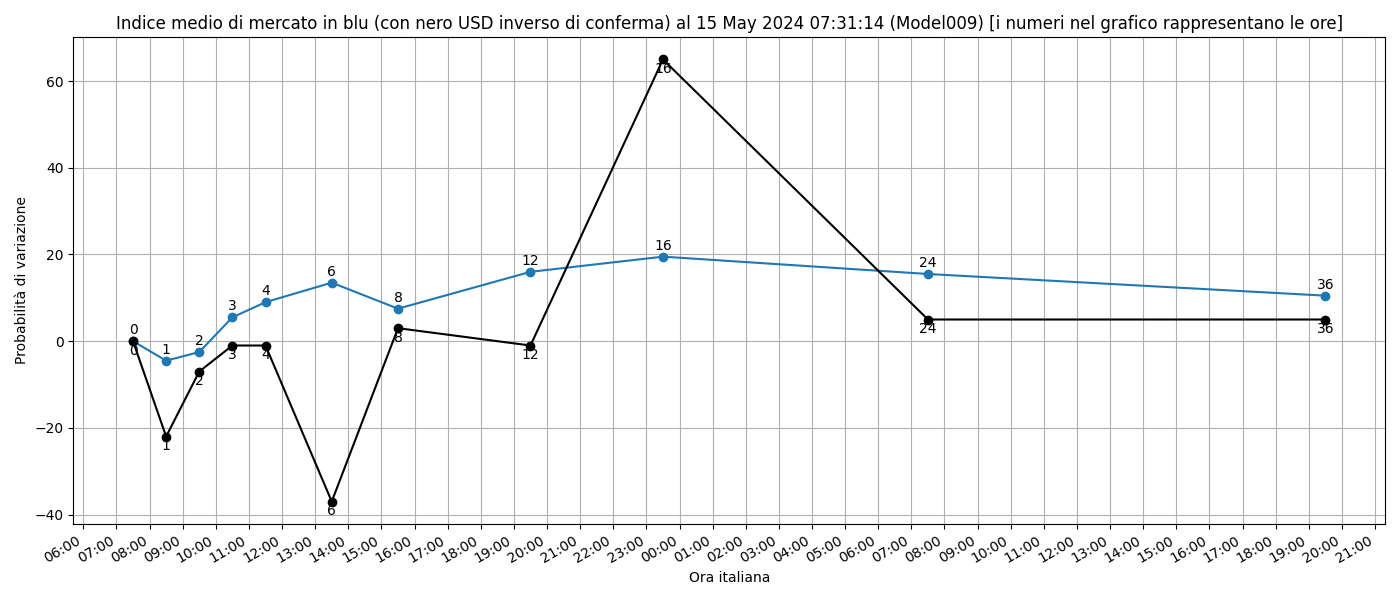 Indice medio di mercato in blu (con nero USD inverso di conferma) al 15 May 2024 07:31:14 (Model009) [i numeri nel grafico rappresentano le ore]
Probabilità di variazione
60
40
20
0
−20
−40
0 1 2 3 4 6 8 12 16 24 36
0 1 2 3 4 6 8 12 16 24 36
06:00 07:00 08:00 09:00 10:00 11:00 12:00 13:00 14:00 15:00 16:00 17:00 18:00 19:00 20:00 21:00 22:00 23:00 00:00 01:00 02:00 03:00 04:00 05:00 06:00 07:00 08:00 09:00 10:00 11:00 12:00 13:00 14:00 15:00 16:00 17:00 18:00 19:00 20:00 21:00
Ora italiana